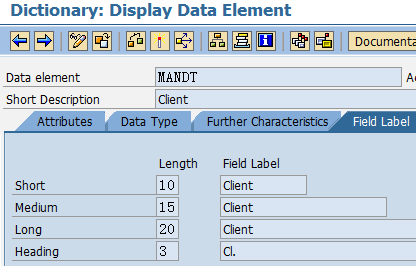 Dictionary: Display Data Element
Documenta
Data element MANDT Ac
Short Description Client
Attributes Data Type Further Characteristics Field Label
Length Field Label
Short 10 Client
Medium 15 Client
Long 20 Client
Heading 3 Cl.